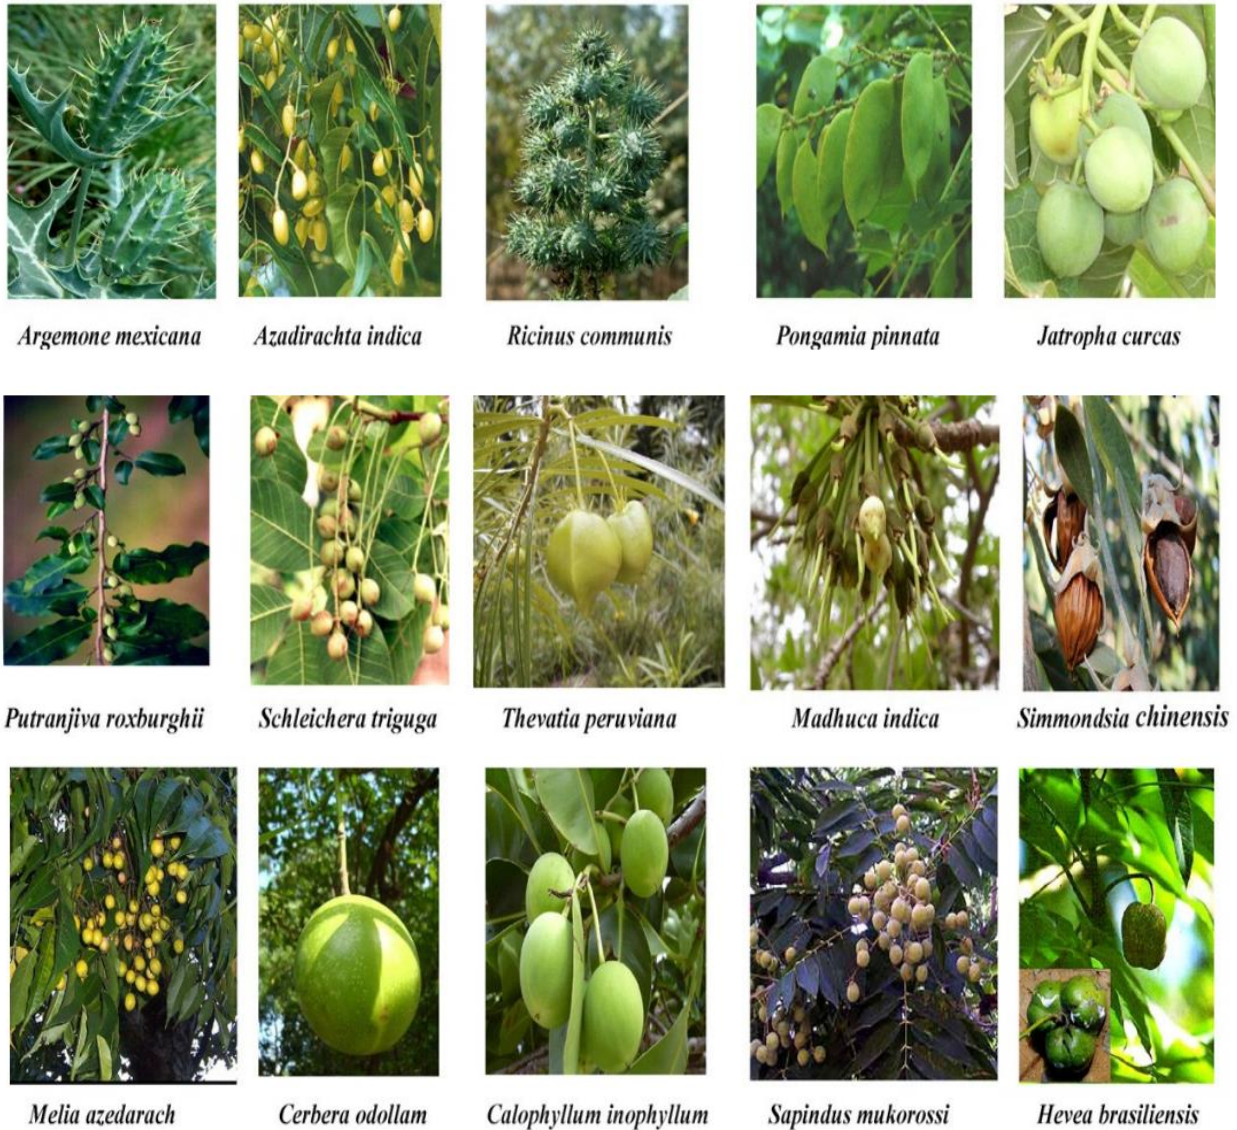 Argemone mexicana
Azadirachta indica
Ricinus communis
Pongamia pinnata
Jatropha curcas
Putranjiva roxburghii
Schleichera triguga
Thevatia peruviana
Madhuca indica
Simmondsia chinensis
Melia azedarach
Cerbera odollam
Calophyllum inophyllum
Sapindus mukorossi
Hevea brasiliensis